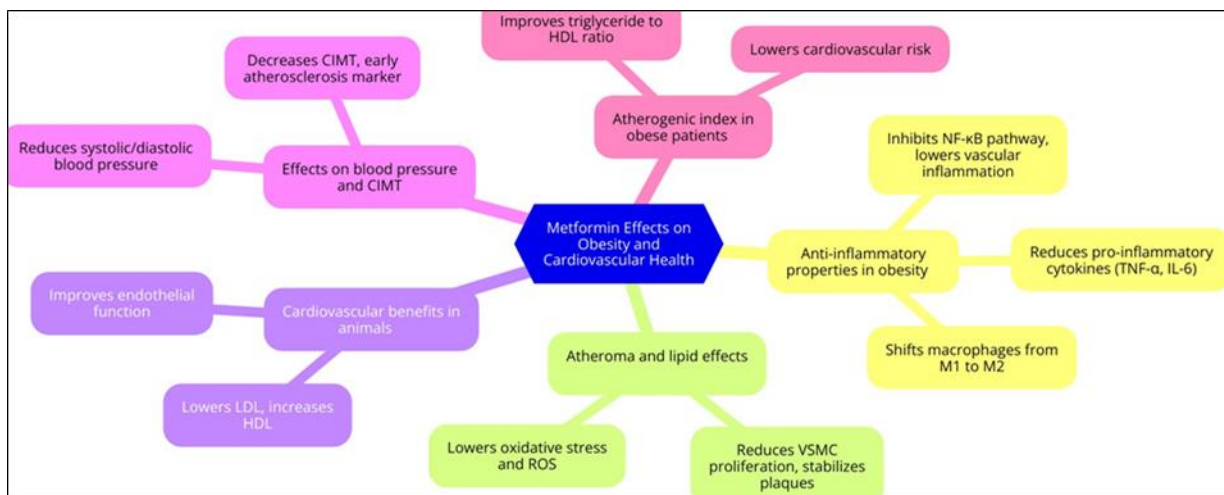 Improves triglyceride to
HDL ratio
Lowers cardiovascular risk
Atherogenic index in
obese patients
Decreases CIMT, early
atherosclerosis marker
Reduces systolic/diastolic
blood pressure
Effects on blood pressure
and CIMT
Inhibits NF-κB pathway,
lowers vascular
inflammation
Metformin Effects on
Obesity and
Cardiovascular Health
Anti-inflammatory
properties in obesity
Reduces pro-inflammatory
cytokines (TNF-α, IL-6)
Shifts macrophages from
M1 to M2
Improves endothelial
function
Cardiovascular benefits in
animals
Lowers LDL, increases
HDL
Atheroma and lipid effects
Lowers oxidative stress
and ROS
Reduces VSMC
proliferation, stabilizes
plaques